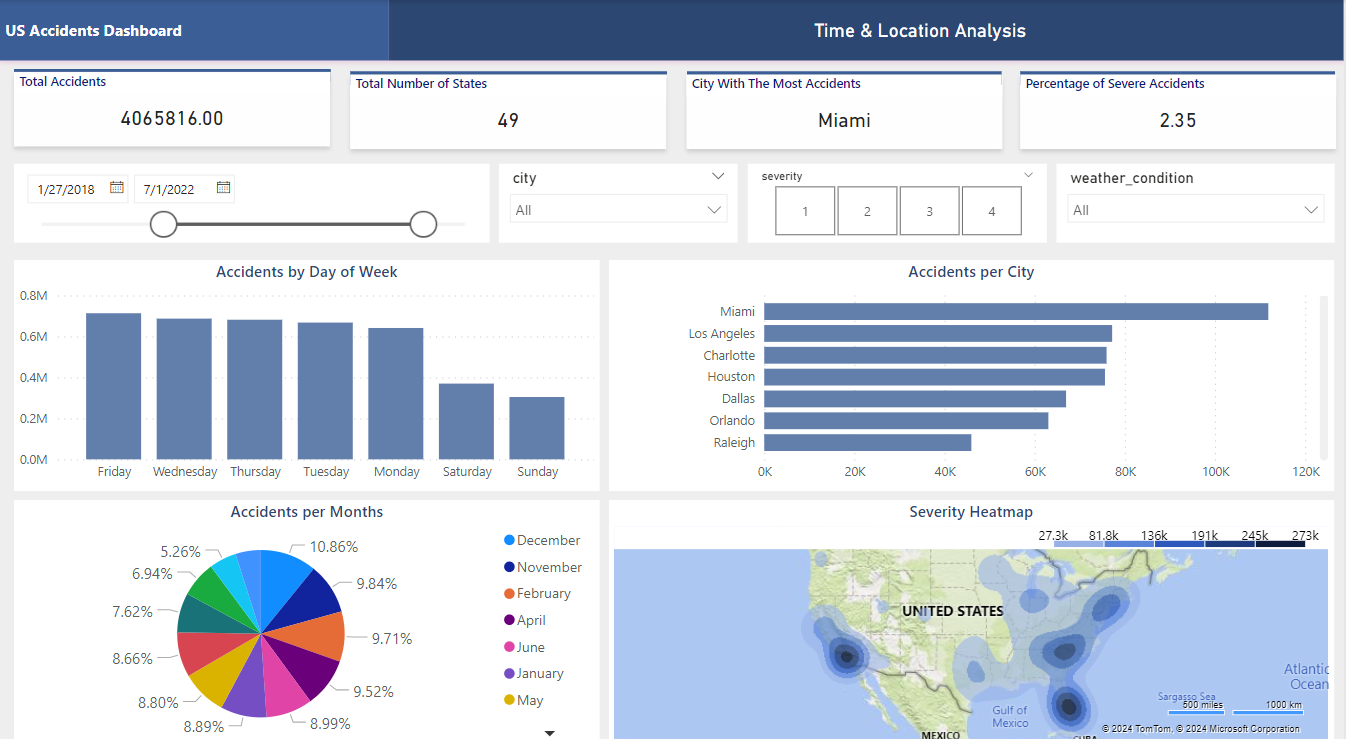 US Accidents Dashboard
Time & Location Analysis
Total Accidents
4065816.00
Total Number of States
49
City With The Most Accidents
Miami
Percentage of Severe Accidents
2.35
1/27/2018
7/1/2022
city
All
severity
1
2
3
4
weather_condition
All
Accidents by Day of Week
0.8M
0.6M
0.4M
0.2M
0.0M
Friday
Wednesday
Thursday
Tuesday
Monday
Saturday
Sunday
Accidents per City
Miami
Los Angeles
Charlotte
Houston
Dallas
Orlando
Raleigh
0K
20K
40K
60K
80K
100K
120K
Accidents per Months
10.86%
9.84%
9.71%
9.52%
8.99%
8.89%
8.80%
8.66%
7.62%
6.94%
5.26%
December
November
February
April
June
January
May
Severity Heatmap
27.3k
81.8k
136k
191k
245k
273k
UNITED STATES
Atlantic
Ocean
Sargasso Sea
500 miles
1000 km
Gulf of
Mexico
MEXICO
CUBA
© 2024 TomTom, © 2024 Microsoft Corporation